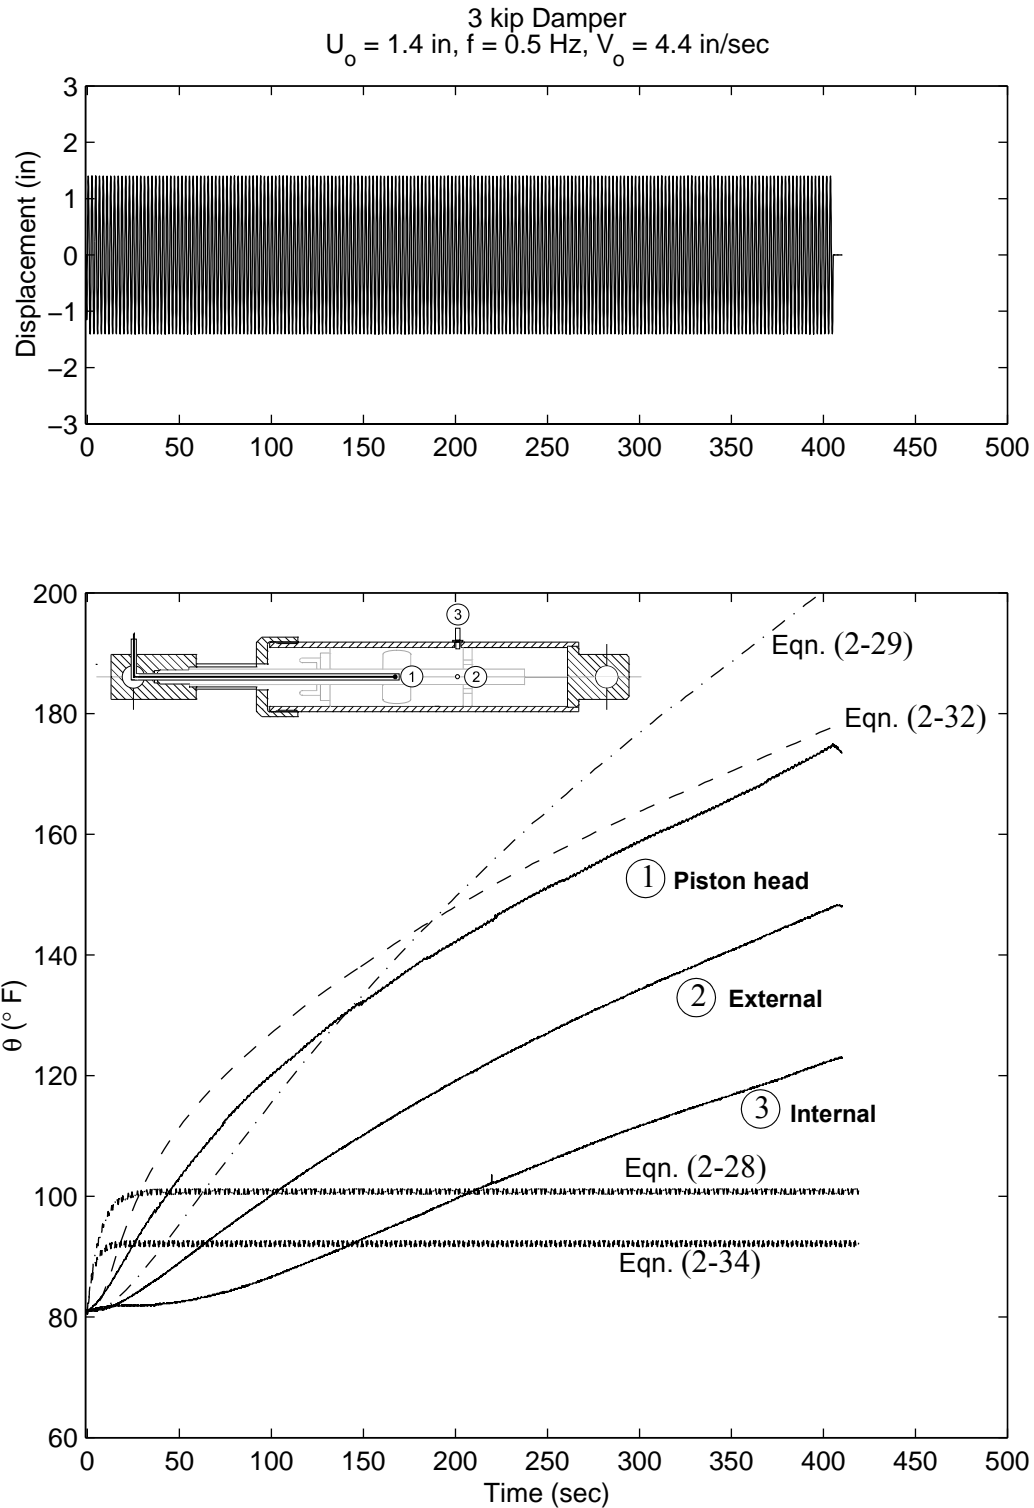 3 kip Damper
U_o = 1.4 in, f = 0.5 Hz, V_o = 4.4 in/sec
Displacement (in)
3
2
1
0
−1
−2
−3
0 50 100 150 200 250 300 350 400 450 500
θ (° F)
200
180
160
140
120
100
80
60
3
1
2
Eqn. (2-29)
Eqn. (2-32)
1 Piston head
2 External
3 Internal
Eqn. (2-28)
Eqn. (2-34)
0 50 100 150 200 250 300 350 400 450 500
Time (sec)